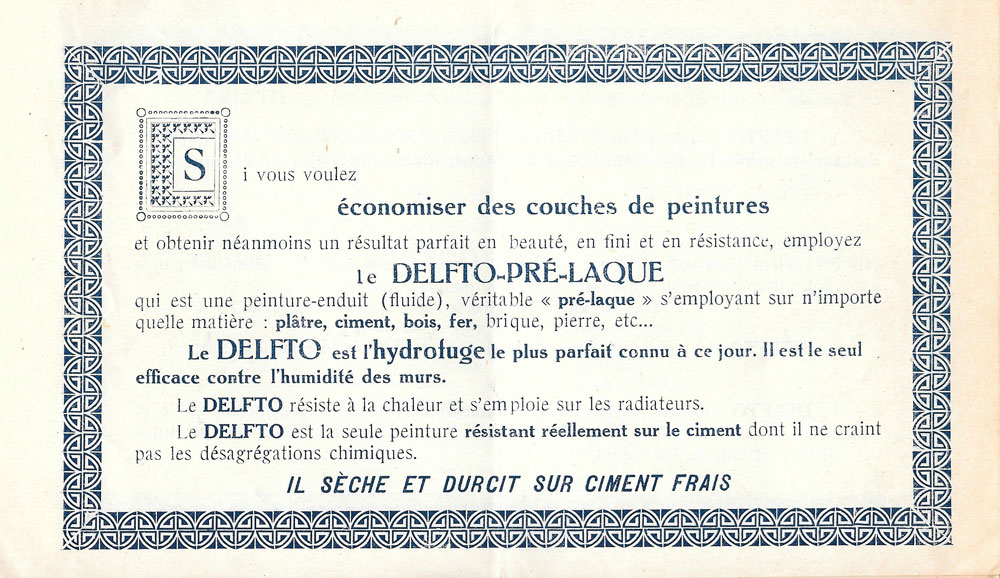 Si vous voulez
économiser des couches de peintures
et obtenir néanmoins un résultat parfait en beauté, en fini et en résistance, employez
le DELFTO-PRÉ-LAQUE
qui est une peinture-enduit (fluide), véritable « pré-laque » s'employant sur n'importe
quelle matière : plâtre, ciment, bois, fer, brique, pierre, etc...
Le DELFTO est l'hydrofuge le plus parfait connu à ce jour. Il est le seul
efficace contre l'humidité des murs.
Le DELFTO résiste à la chaleur et s'emploie sur les radiateurs.
Le DELFTO est la seule peinture résistant réellement sur le ciment dont il ne craint
pas les désagrégations chimiques.
IL SÈCHE ET DURCIT SUR CIMENT FRAIS